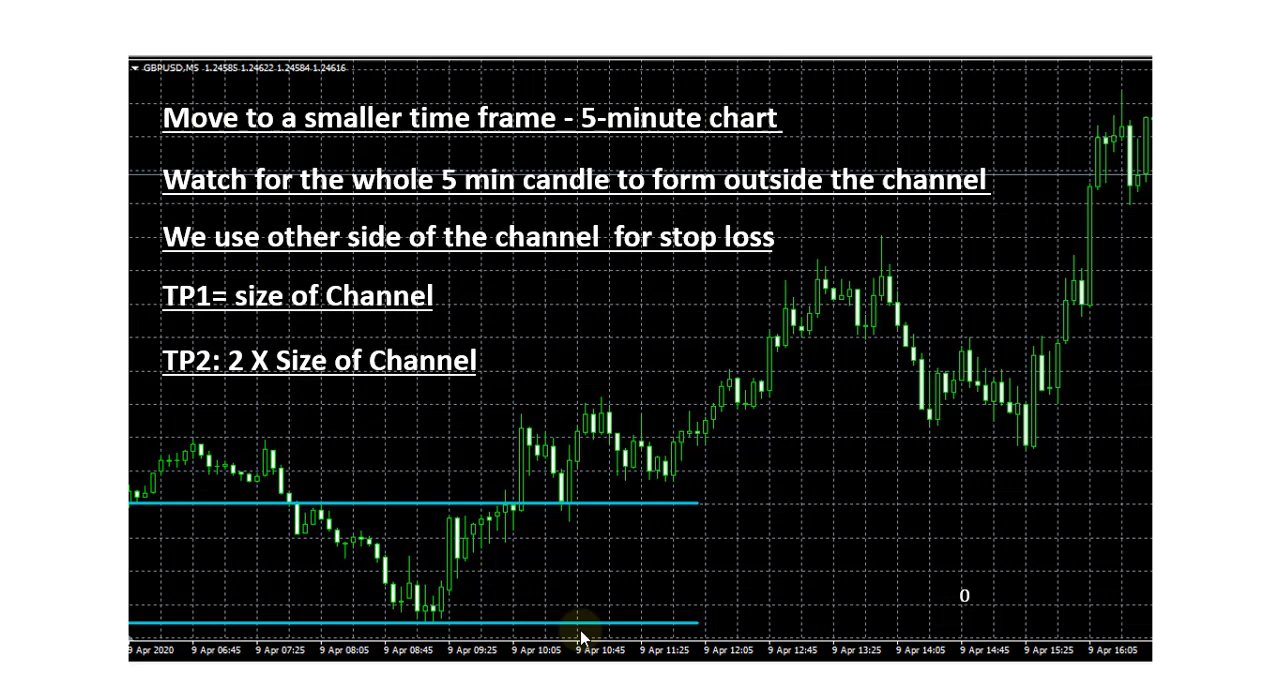 GBPUSD,M5 1.24585 1.24622 1.24584 1.24616
Move to a smaller time frame - 5-minute chart
Watch for the whole 5 min candle to form outside the channel
We use other side of the channel  for stop loss
TP1= size of Channel
TP2: 2 X Size of Channel
0
9 Apr 2020 9 Apr 06:45 9 Apr 07:25 9 Apr 08:05 9 Apr 08:45 9 Apr 09:25 9 Apr 10:05 9 Apr 10:45 9 Apr 11:25 9 Apr 12:05 9 Apr 12:45 9 Apr 13:25 9 Apr 14:05 9 Apr 14:45 9 Apr 15:25 9 Apr 16:05